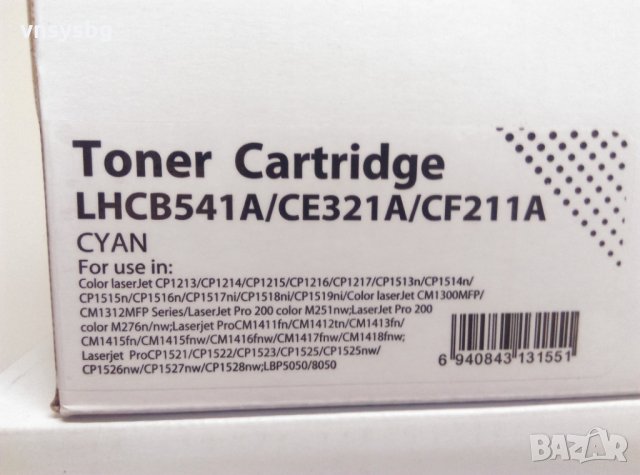 vnsysbg
Toner Cartridge
LHCB541A/CE321A/CF211A
CYAN
For use in:
Color laserJet CP1213/CP1214/CP1215/CP1216/CP1217/CP1513n/CP1514n/
CP1515n/CP1516n/CP1517ni/CP1518ni/CP1519ni/Color laserJet CM1300MFP/
CM1312MFP Series/LaserJet Pro 200 color M251nw;LaserJet Pro 200
color M276n/nw;Laserjet ProCM1411fn/CM1412tn/CM1413fn/
CM1415fn/CM1415fnw/CM1416fnw/CM1417fnw/CM1418fnw;
Laserjet ProCP1521/CP1522/CP1523/CP1525/CP1525nw/
CP1526nw/CP1527nw/CP1528nw;LBP5050/8050
6 940843 131551
BAZAR